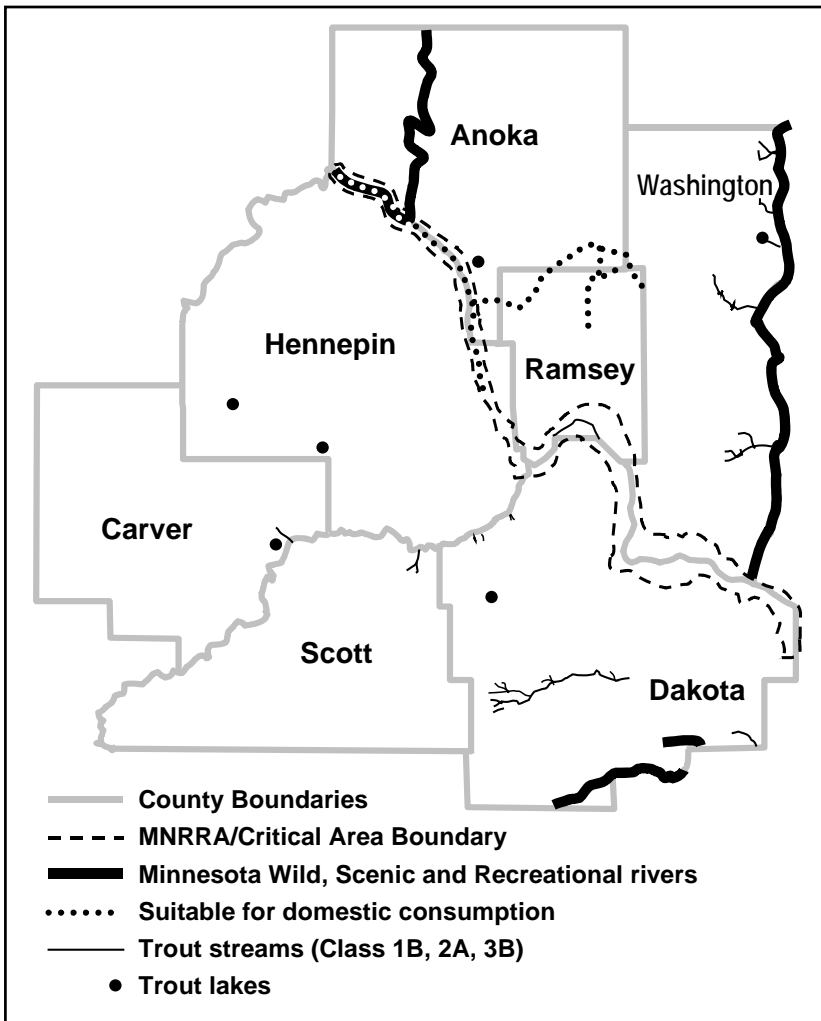 Anoka
Washington
Hennepin
Ramsey
Carver
Scott
Dakota
County Boundaries
MNRRA/Critical Area Boundary
Minnesota Wild, Scenic and Recreational rivers
Suitable for domestic consumption
Trout streams (Class 1B, 2A, 3B)
Trout lakes